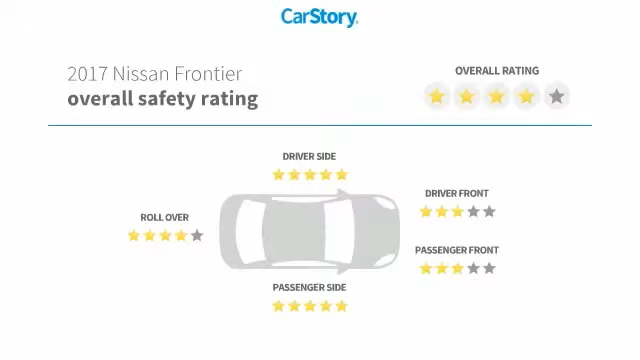 CarStory
2017 Nissan Frontier
overall safety rating
OVERALL RATING
DRIVER SIDE
DRIVER FRONT
ROLL OVER
PASSENGER FRONT
PASSENGER SIDE